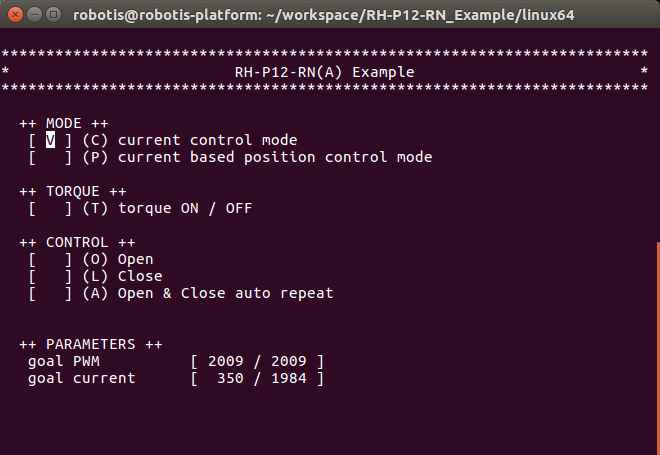 robotis@robotis-platform: ~/workspace/RH-P12-RN_Example/linux64
************************************************************************
* RH-P12-RN(A) Example *
************************************************************************
++ MODE ++
[ V ] (C) current control mode
[   ] (P) current based position control mode
++ TORQUE ++
[   ] (T) torque ON / OFF
++ CONTROL ++
[   ] (O) Open
[   ] (L) Close
[   ] (A) Open & Close auto repeat
++ PARAMETERS ++
goal PWM [ 2009 / 2009 ]
goal current [ 350 / 1984 ]